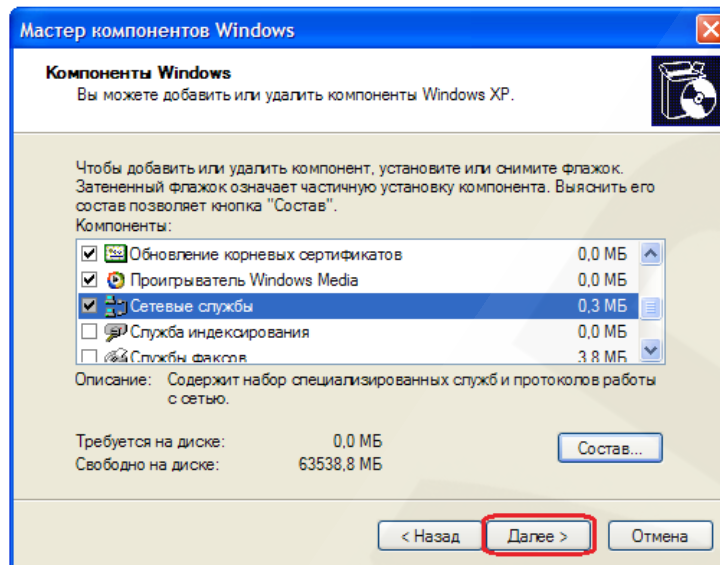 Мастер компонентов Windows
Компоненты Windows
Вы можете добавить или удалить компоненты Windows XP.
Чтобы добавить или удалить компонент, установите или снимите флажок.
Затененный флажок означает частичную установку компонента. Выяснить его
состав позволяет кнопка "Состав".
Компоненты:
Обновление корневых сертификатов 0,0 МБ
Проигрыватель Windows Media 0,0 МБ
Сетевые службы 0,3 МБ
Служба индексирования 0,0 МБ
Службы факсов 3,8 МБ
Описание: Содержит набор специализированных служб и протоколов работы
с сетью.
Требуется на диске: 0,0 МБ
Свободно на диске: 63538,8 МБ
Состав...
< Назад Далее > Отмена